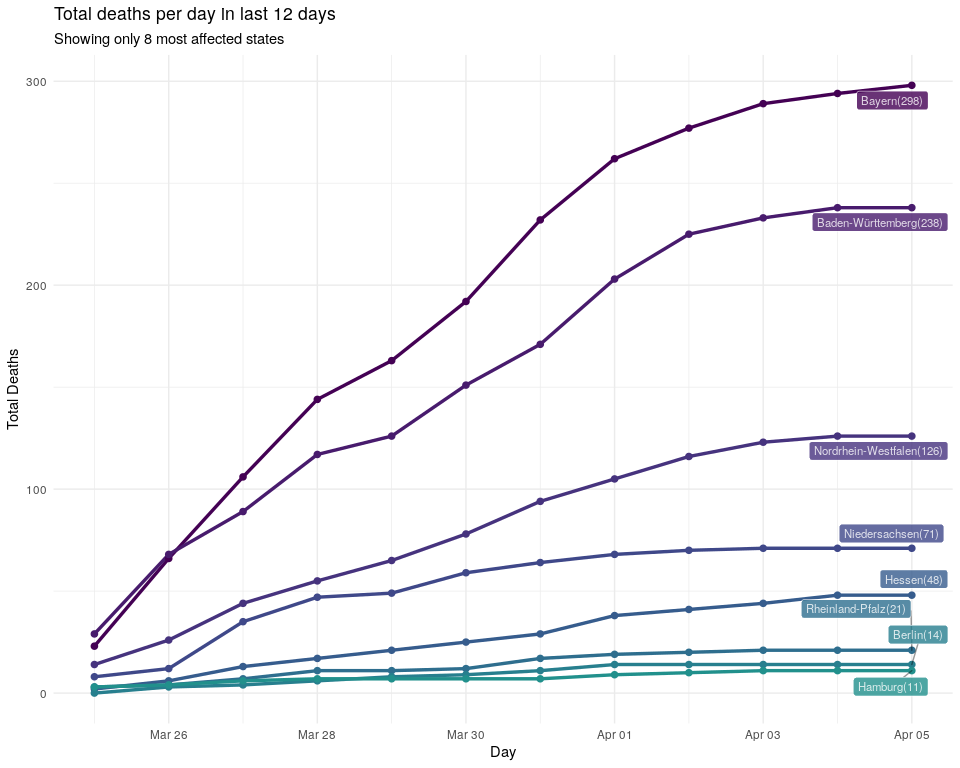 Total deaths per day in last 12 days
Showing only 8 most affected states
Total Deaths
300
200
100
0
Bayern(298)
Baden-Württemberg(238)
Nordrhein-Westfalen(126)
Niedersachsen(71)
Hessen(48)
Rheinland-Pfalz(21)
Berlin(14)
Hamburg(11)
Mar 26
Mar 28
Mar 30
Apr 01
Apr 03
Apr 05
Day